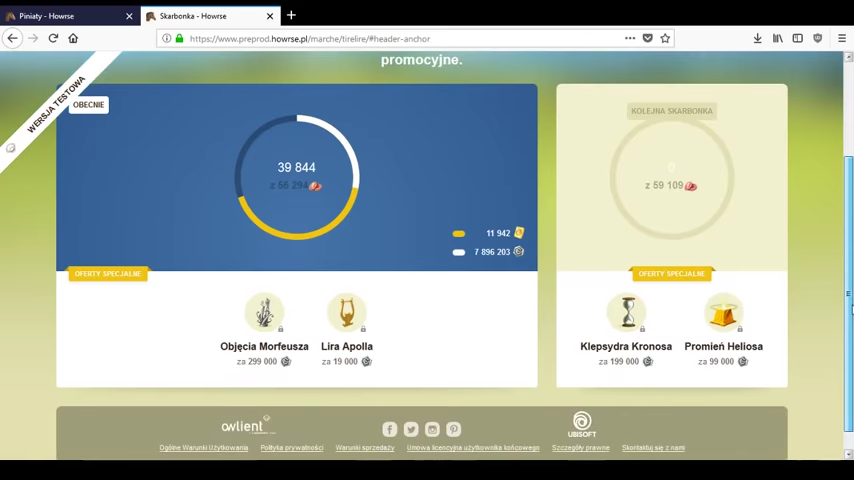 Piniaty - Howrse
Skarbonka - Howrse
https://www.preprod.howrse.pl/marche/tirelire/#header-anchor
promocyjne.
WERSJA TESTOWA
OBECNIE
39 844
z 56 294
11 942
7 896 203
KOLEJNA SKARBONKA
0
z 59 109
OFERTY SPECJALNE
Objęcia Morfeusza
za 299 000
Lira Apolla
za 19 000
OFERTY SPECJALNE
Klepsydra Kronosa
za 199 000
Promień Heliosa
za 99 000
owlient
UBISOFT
Ogólne Warunki Użytkowania Polityka prywatności Warunki sprzedaży Umowa licencyjna użytkownika końcowego Szczegóły prawne Skontaktuj się z nami